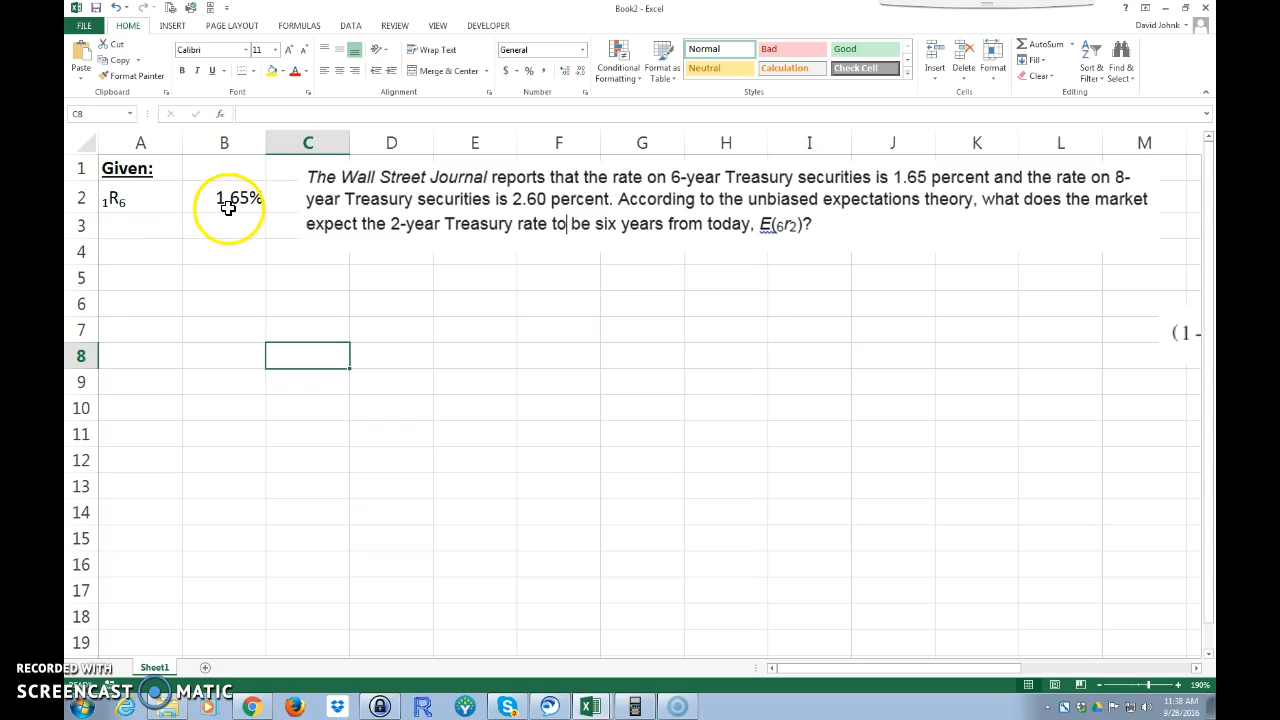 Book2 - Excel
FILE HOME INSERT PAGE LAYOUT FORMULAS DATA REVIEW VIEW DEVELOPER David Johnk
Cut
Copy
Format Painter
Paste
Calibri 11
B I U
Wrap Text
Merge & Center
General
$ % ,
Conditional Formatting
Format as Table
Normal Bad Good
Neutral Calculation Check Cell
Insert Delete Format
AutoSum
Fill
Clear
Sort & Filter
Find & Select
Clipboard Font Alignment Number Styles Cells Editing
C8 fx
A B C D E F G H I J K L M
1 Given:
2 ₁R₆ 1.65%
3
4
5
6
7
8
9
10
11
12
13
14
15
16
17
18
19
The Wall Street Journal reports that the rate on 6-year Treasury securities is 1.65 percent and the rate on 8-
year Treasury securities is 2.60 percent. According to the unbiased expectations theory, what does the market
expect the 2-year Treasury rate to be six years from today, E(₆r₂)?
(1 -
RECORDED WITH
SCREENCAST MATIC
Sheet1
190%
11:38 AM
9/28/2016